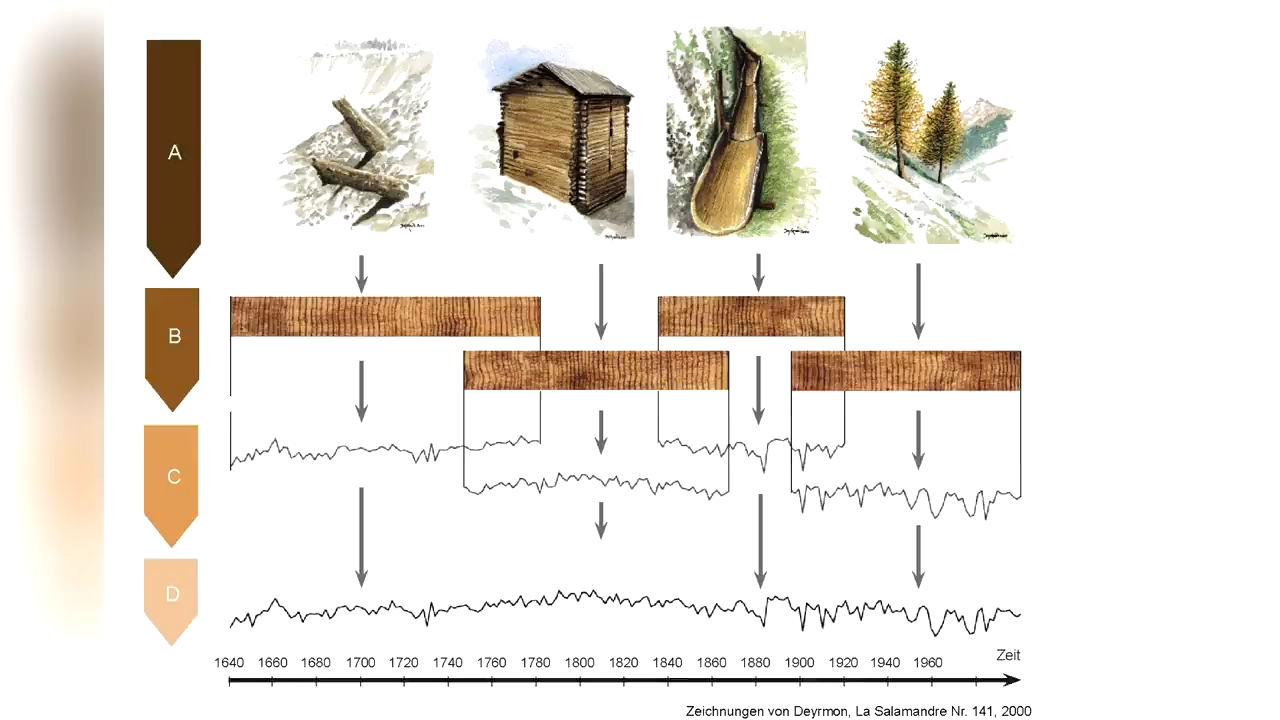 A
B
C
D
1640 1660 1680 1700 1720 1740 1760 1780 1800 1820 1840 1860 1880 1900 1920 1940 1960
Zeit
Zeichnungen von Deyrmon, La Salamandre Nr. 141, 2000